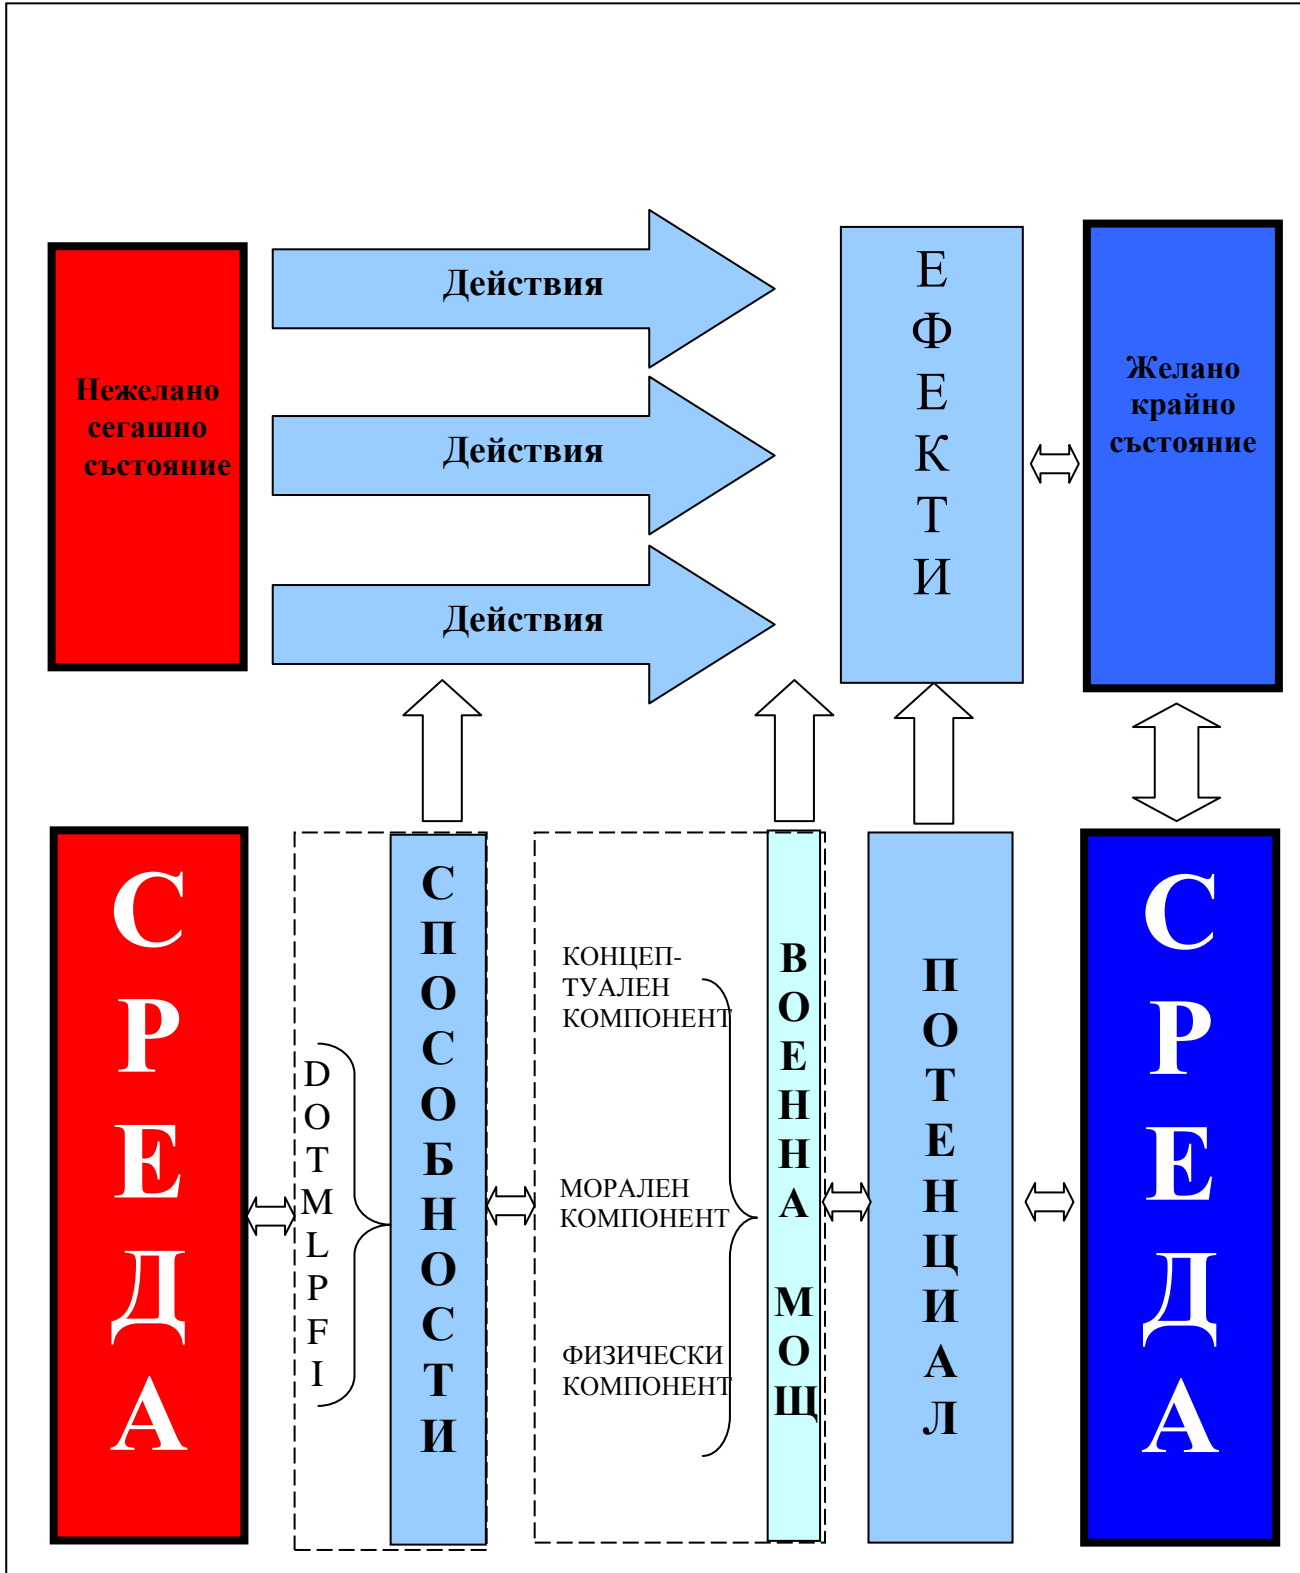 Нежелано
сегашно
състояние
Действия
Действия
Действия
ЕФЕКТИ
Желано
крайно
състояние
СРЕДА
DOTMLPFI
СПОСОБНОСТИ
КОНЦЕП-
ТУАЛЕН
КОМПОНЕНТ
МОРАЛЕН
КОМПОНЕНТ
ФИЗИЧЕСКИ
КОМПОНЕНТ
ВОЕННА МОЩ
ПОТЕНЦИАЛ
СРЕДА